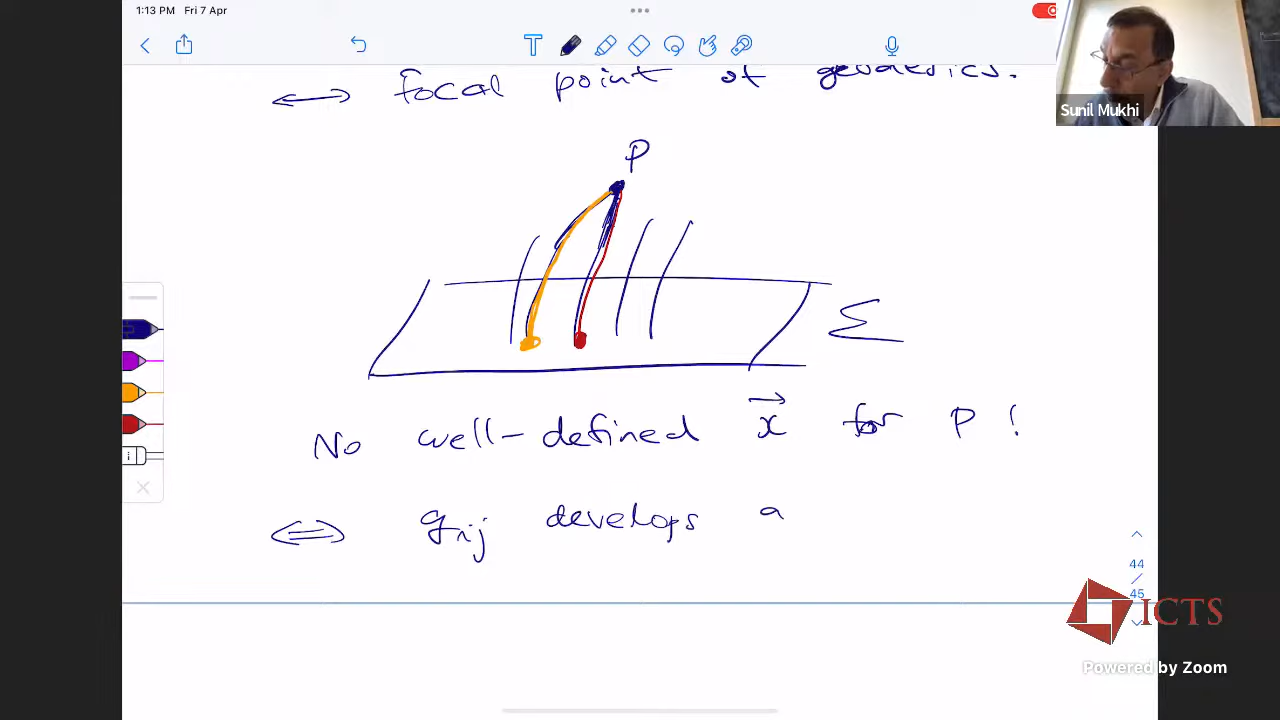 1:13 PM Fri 7 Apr
⟷ focal point of geodesics.
Sunil Mukhi
P
Σ
No well-defined x⃗ for P !
⟺ gij develops a
44
/
45
ICTS
Powered by Zoom